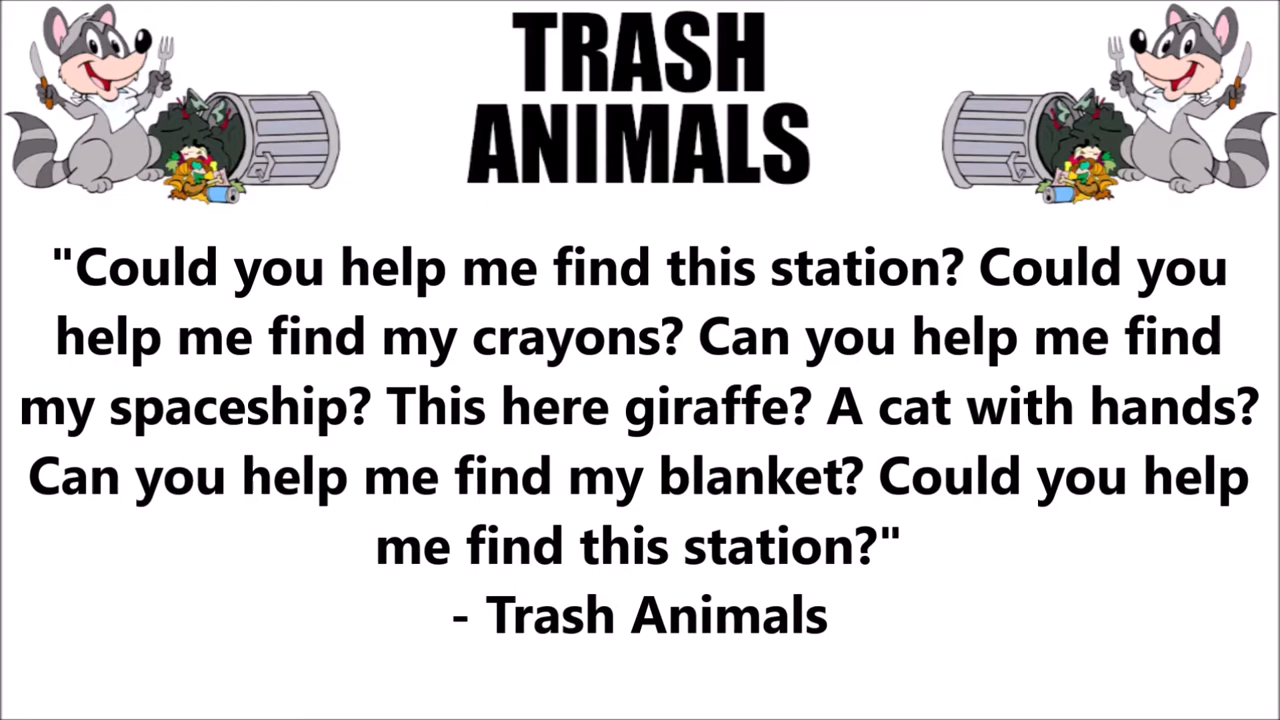 TRASH
ANIMALS
"Could you help me find this station? Could you
help me find my crayons? Can you help me find
my spaceship? This here giraffe? A cat with hands?
Can you help me find my blanket? Could you help
me find this station?"
- Trash Animals